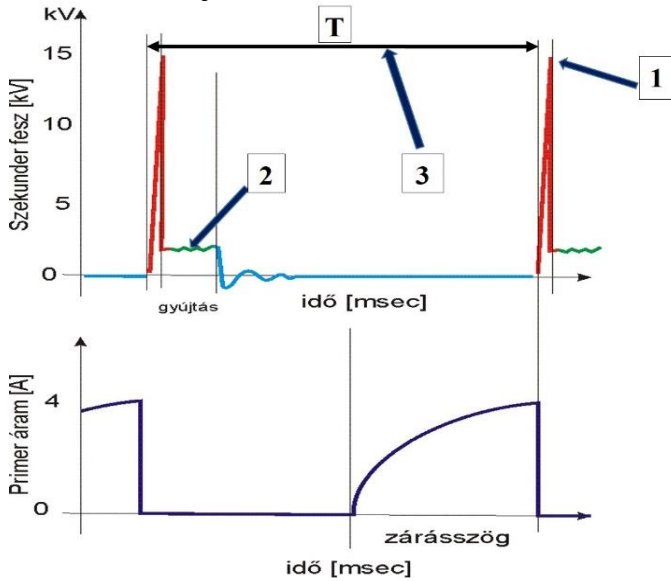 kV
T
15
1
10
Szekunder fesz [kV]
2
3
5
0
gyújtás
idő [msec]
4
Primer áram [A]
0
zárásszög
idő [msec]